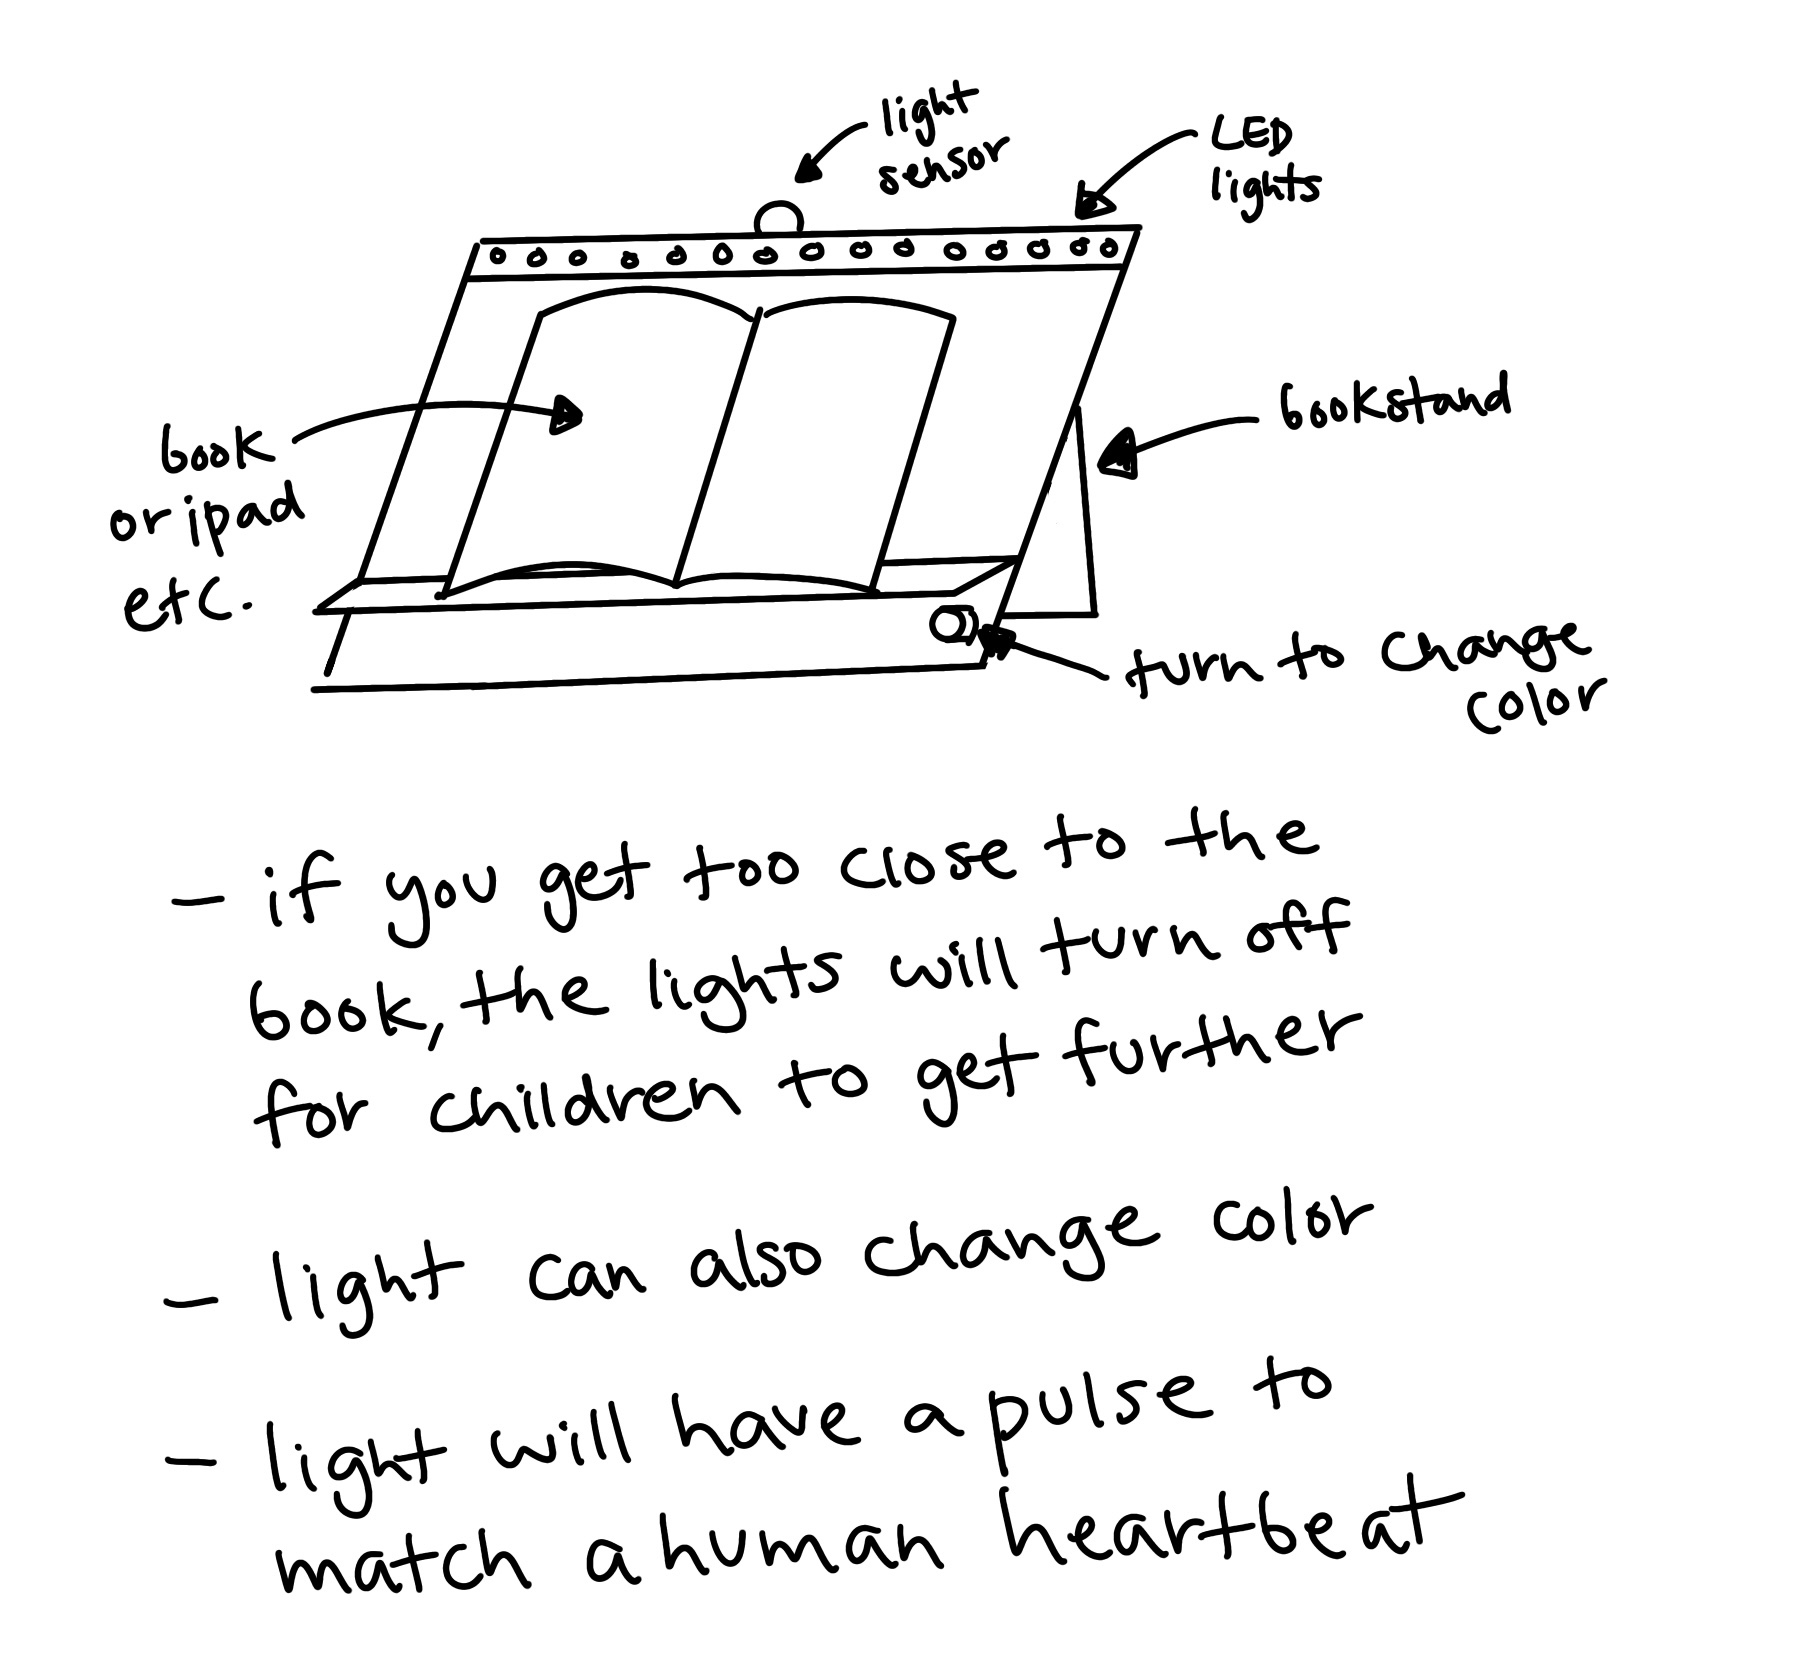 light
sensor
LED
lights
book
or ipad
etc.
bookstand
turn to change
color
- if you get too close to the
book, the lights will turn off
for children to get further
- light can also change color
- light will have a pulse to
match a human heartbeat